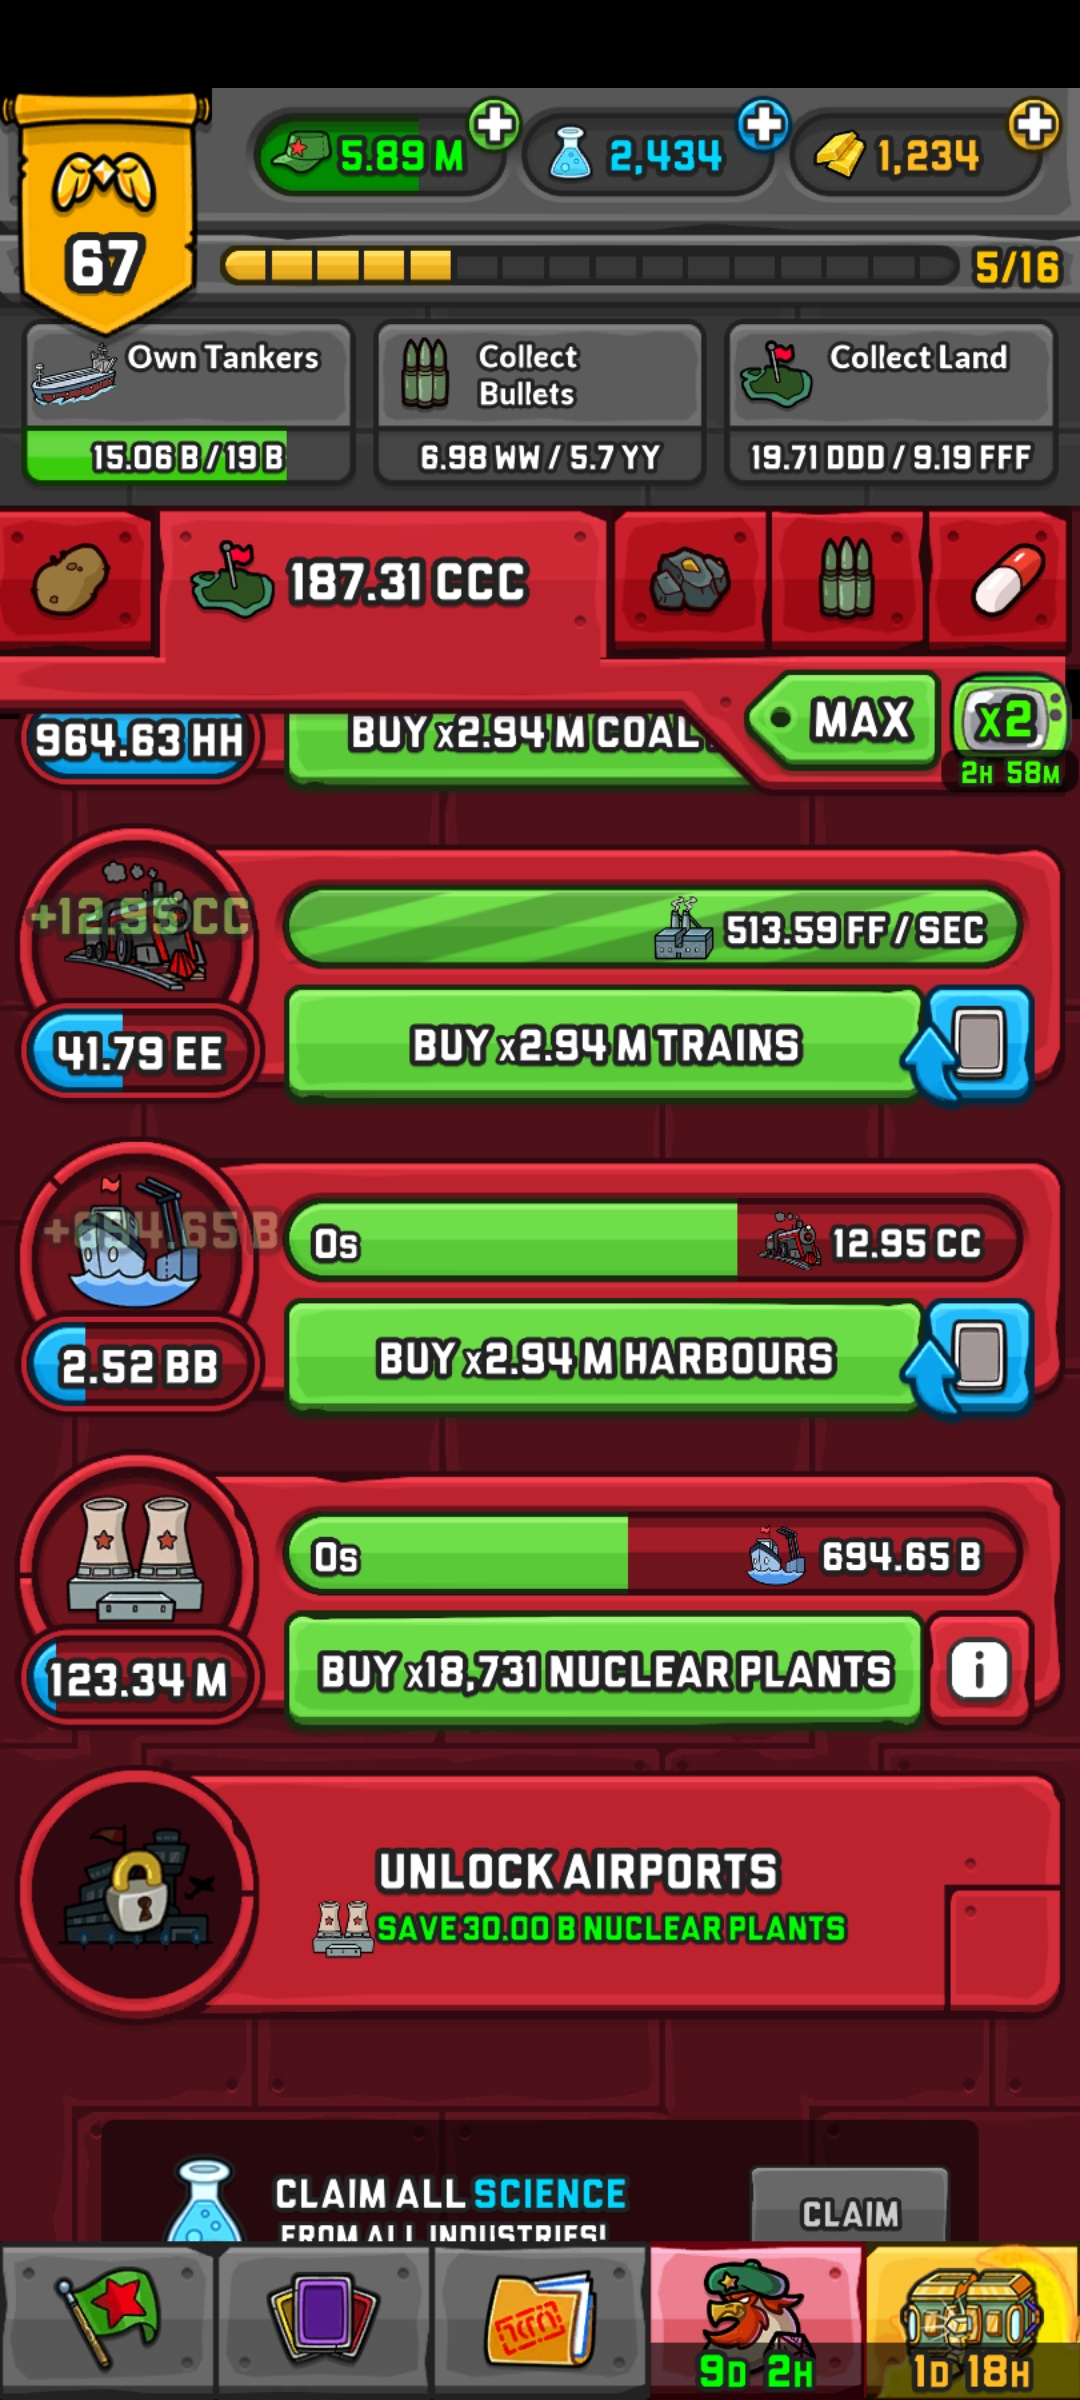 5.89 M
2,434
1,234
67
5/16
Own Tankers
15.06 B / 19 B
Collect
Bullets
6.98 WW / 5.7 YY
Collect Land
19.71 DDD / 9.19 FFF
187.31 CCC
MAX
x2
2H 58M
964.63 HH
BUY x2.94 M COAL
+12.95 CC
513.59 FF / SEC
41.79 EE
BUY x2.94 M TRAINS
+694.65 B
0s
12.95 CC
2.52 BB
BUY x2.94 M HARBOURS
0s
694.65 B
123.34 M
BUY x18,731 NUCLEAR PLANTS
i
UNLOCK AIRPORTS
SAVE 30.00 B NUCLEAR PLANTS
CLAIM ALL SCIENCE
FROM ALL INDUSTRIES!
CLAIM
9D 2H
1D 18H